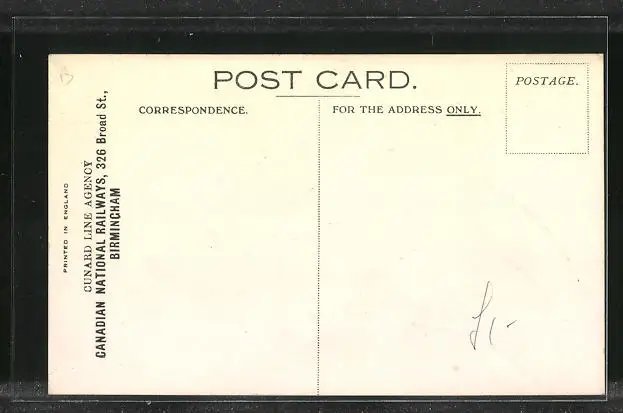 POST CARD.
POSTAGE.
CORRESPONDENCE.
FOR THE ADDRESS ONLY.
PRINTED IN ENGLAND
CUNARD LINE AGENCY
CANADIAN NATIONAL RAILWAYS, 326 Broad St.,
BIRMINGHAM